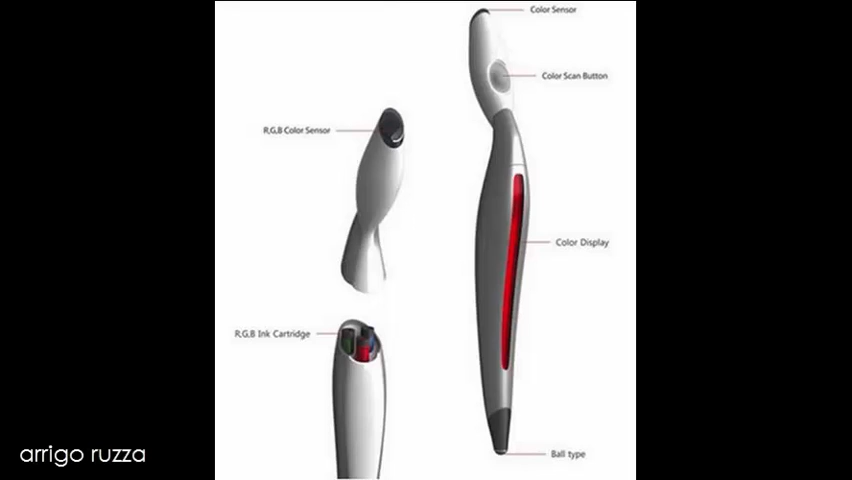 Color Sensor
Color Scan Button
R,G,B Color Sensor
Color Display
R,G,B Ink Cartridge
Ball type
arrigo ruzza